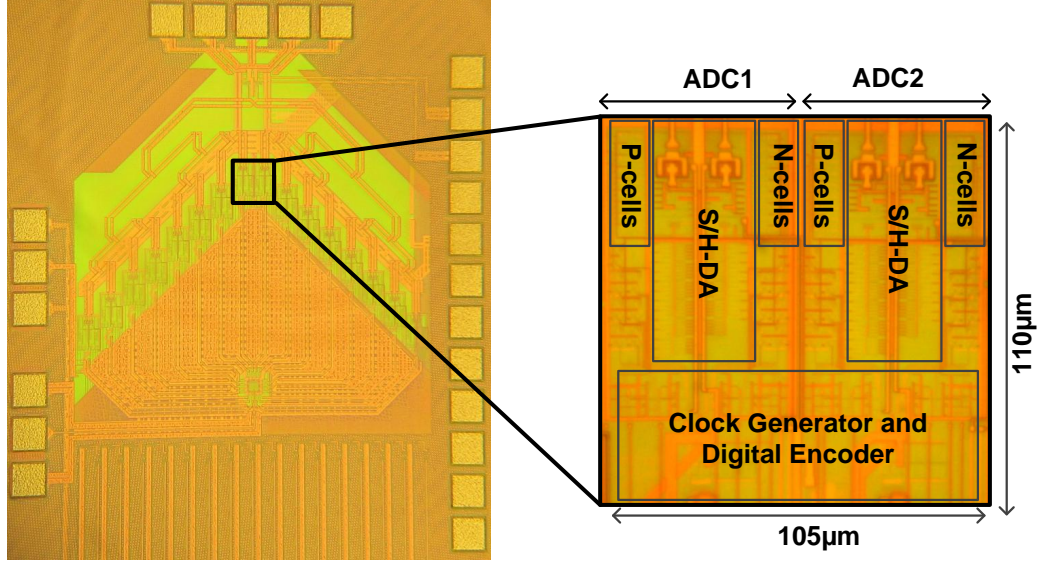 ADC1 ADC2
P-cells S/H-DA N-cells P-cells S/H-DA N-cells
Clock Generator and
Digital Encoder
110µm
105µm